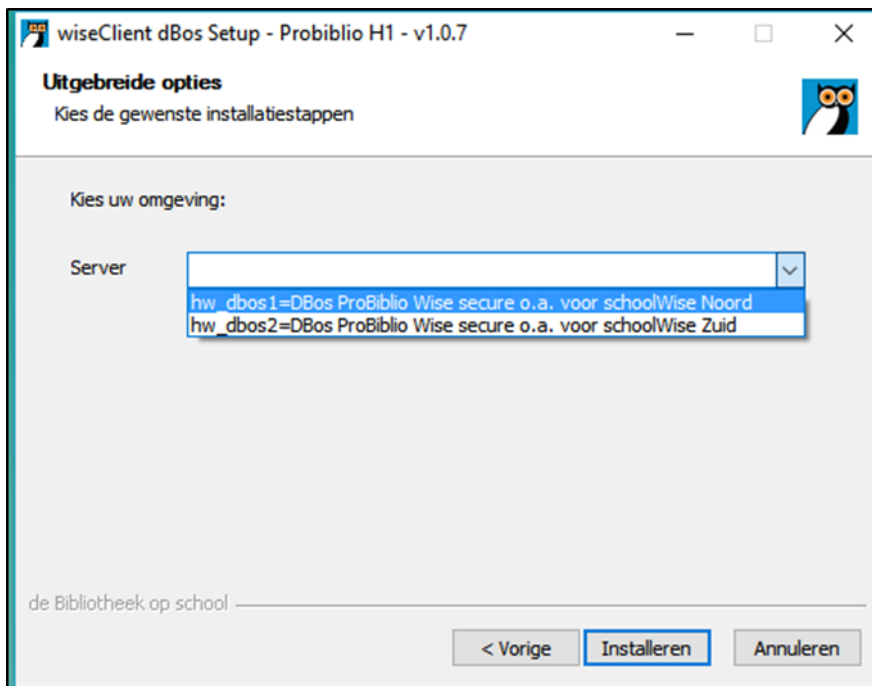 wiseClient dBos Setup - Probiblio H1 - v1.0.7
Uitgebreide opties
Kies de gewenste installatiestappen
Kies uw omgeving:
Server
hw_dbos1=DBos ProBiblio Wise secure o.a. voor schoolWise Noord
hw_dbos2=DBos ProBiblio Wise secure o.a. voor schoolWise Zuid
de Bibliotheek op school
< Vorige Installeren Annuleren